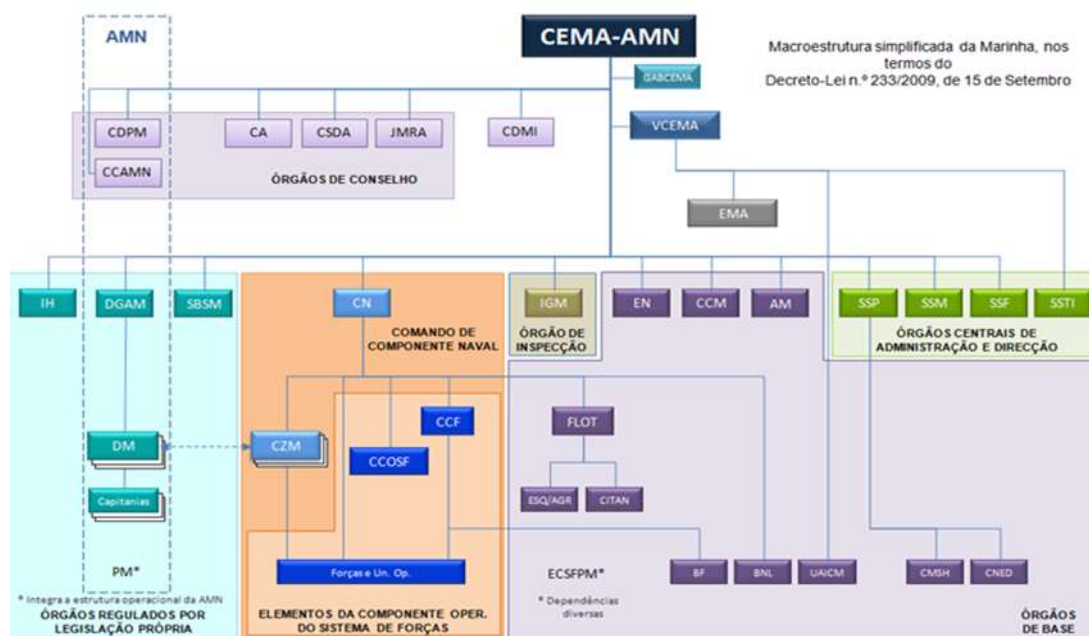 AMN
CEMA-AMN
Macroestrutura simplificada da Marinha, nos
termos do
Decreto-Lei n.º 233/2009, de 15 de Setembro
GABCEMA
CDPM
CA
CSDA
JMRA
CDMI
VCEMA
CCAMN
ÓRGÃOS DE CONSELHO
EMA
IH
DGAM
SBSM
CN
IGM
EN
CCM
AM
SSP
SSM
SSF
SSTI
COMANDO DE
COMPONENTE NAVAL
ÓRGÃO DE
INSPECÇÃO
ÓRGÃOS CENTRAIS DE
ADMINISTRAÇÃO E DIRECÇÃO
CCF
FLOT
DM
CZM
CCOSF
Capitanias
ESQ/AGR
CITAN
PM*
Forças e Un. Op.
ECSFPM*
BF
BNL
UAICM
CMSH
CNED
* Integra a estrutura operacional da AMN
ÓRGÃOS REGULADOS POR
LEGISLAÇÃO PRÓPRIA
ELEMENTOS DA COMPONENTE OPER.
DO SISTEMA DE FORÇAS
* Dependências
diversas
ÓRGÃOS
DE BASE